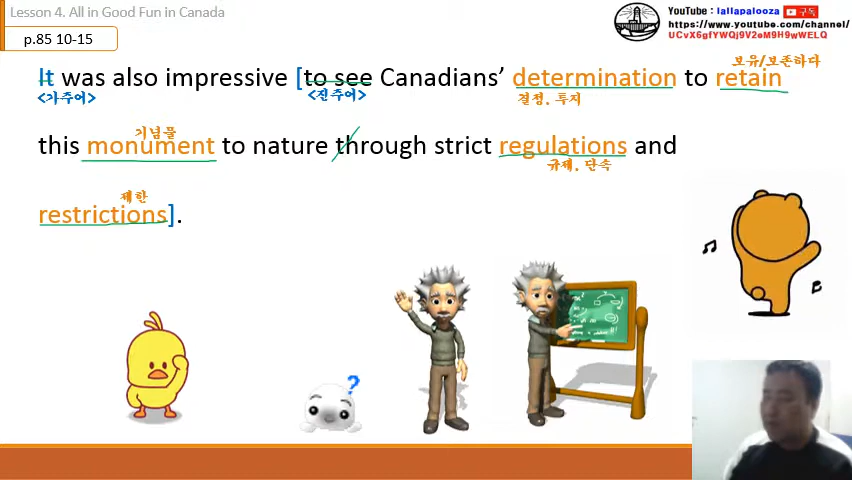 Lesson 4. All in Good Fun in Canada
p.85 10-15
YouTube : lallapalooza 구독
https://www.youtube.com/channel/
UCvX6gfYWQj9V2eM9H9wWELQ
보유/보존하다
It was also impressive [to see Canadians’ determination to retain
<가주어> <진주어> 결정, 투지
기념물
this monument to nature through strict regulations and
규제, 단속
제한
restrictions].
?